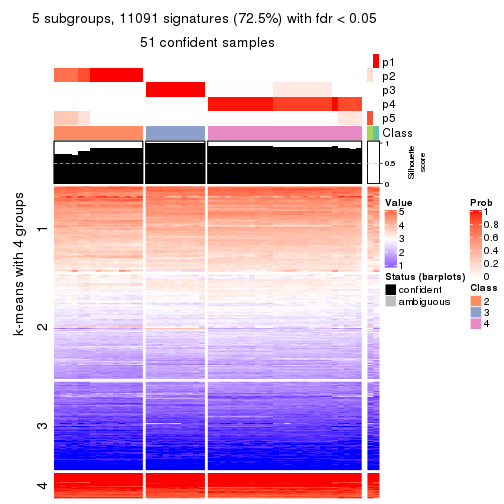 5 subgroups, 11091 signatures (72.5%) with fdr < 0.05
51 confident samples
p1
p2
p3
p4
p5
Class
1
0.5
0
Silhouette
score
k-means with 4 groups
1
2
3
4
Value
5
4
3
2
1
Status (barplots)
confident
ambiguous
Prob
1
0.8
0.6
0.4
0.2
0
Class
2
3
4